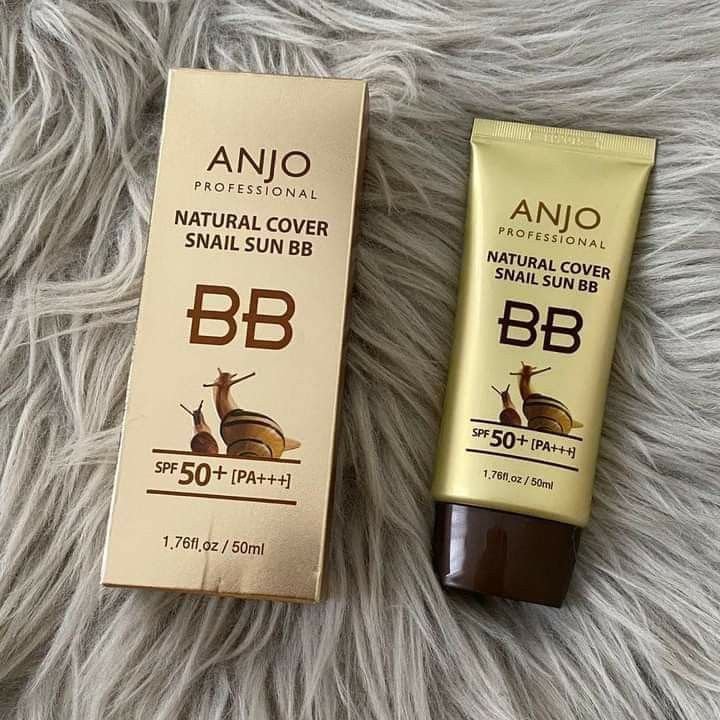 ANJO
PROFESSIONAL
NATURAL COVER
SNAIL SUN BB
BB
SPF 50+ [PA+++]
1.76fl.oz / 50ml
ANJO
PROFESSIONAL
NATURAL COVER
SNAIL SUN BB
BB
SPF 50+ [PA+++]
1.76fl.oz / 50ml